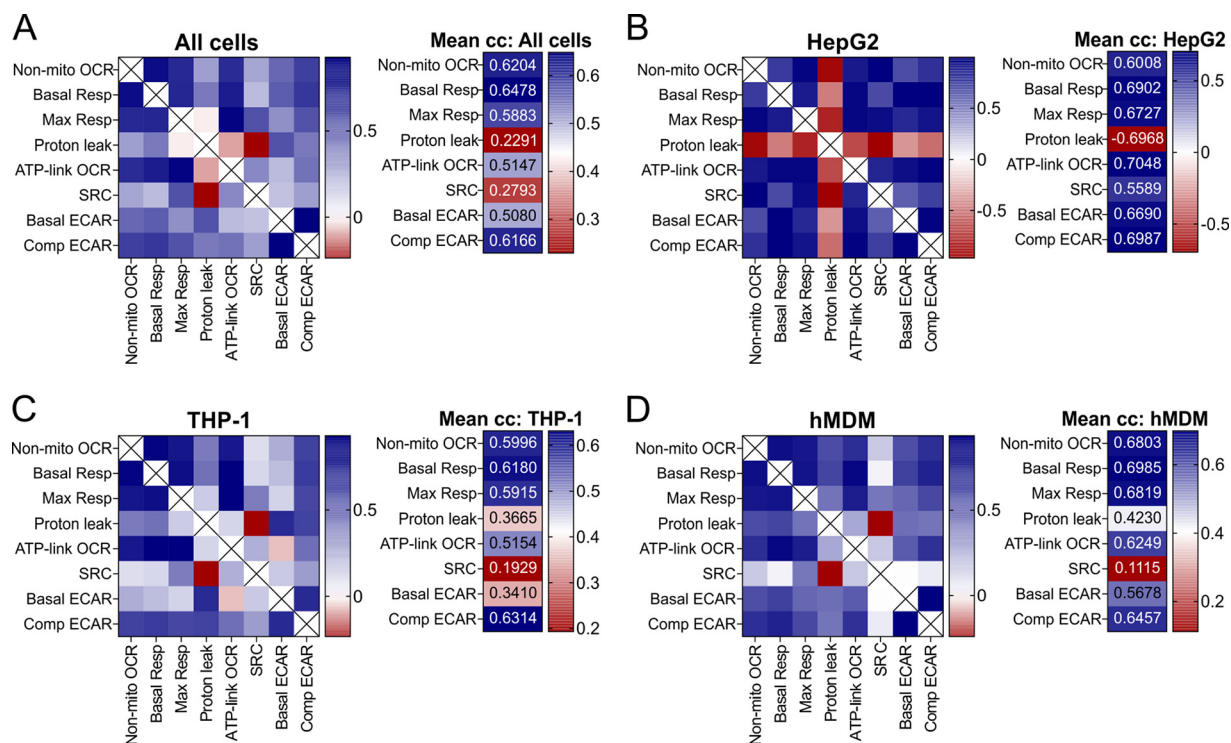 A
All cells
Non-mito OCR
Basal Resp
Max Resp
Proton leak
ATP-link OCR
SRC
Basal ECAR
Comp ECAR
Non-mito OCR
Basal Resp
Max Resp
Proton leak
ATP-link OCR
SRC
Basal ECAR
Comp ECAR
0.5
0
Mean cc: All cells
Non-mito OCR 0.6204
Basal Resp 0.6478
Max Resp 0.5883
Proton leak 0.2291
ATP-link OCR 0.5147
SRC 0.2793
Basal ECAR 0.5080
Comp ECAR 0.6166
0.6
0.5
0.4
0.3
B
HepG2
Non-mito OCR
Basal Resp
Max Resp
Proton leak
ATP-link OCR
SRC
Basal ECAR
Comp ECAR
Non-mito OCR
Basal Resp
Max Resp
Proton leak
ATP-link OCR
SRC
Basal ECAR
Comp ECAR
0.5
0
-0.5
Mean cc: HepG2
Non-mito OCR 0.6008
Basal Resp 0.6902
Max Resp 0.6727
Proton leak -0.6968
ATP-link OCR 0.7048
SRC 0.5589
Basal ECAR 0.6690
Comp ECAR 0.6987
0.5
0
-0.5
C
THP-1
Non-mito OCR
Basal Resp
Max Resp
Proton leak
ATP-link OCR
SRC
Basal ECAR
Comp ECAR
Non-mito OCR
Basal Resp
Max Resp
Proton leak
ATP-link OCR
SRC
Basal ECAR
Comp ECAR
0.5
0
Mean cc: THP-1
Non-mito OCR 0.5996
Basal Resp 0.6180
Max Resp 0.5915
Proton leak 0.3665
ATP-link OCR 0.5154
SRC 0.1929
Basal ECAR 0.3410
Comp ECAR 0.6314
0.6
0.5
0.4
0.3
0.2
D
hMDM
Non-mito OCR
Basal Resp
Max Resp
Proton leak
ATP-link OCR
SRC
Basal ECAR
Comp ECAR
Non-mito OCR
Basal Resp
Max Resp
Proton leak
ATP-link OCR
SRC
Basal ECAR
Comp ECAR
0.5
0
Mean cc: hMDM
Non-mito OCR 0.6803
Basal Resp 0.6985
Max Resp 0.6819
Proton leak 0.4230
ATP-link OCR 0.6249
SRC 0.1115
Basal ECAR 0.5678
Comp ECAR 0.6457
0.6
0.4
0.2